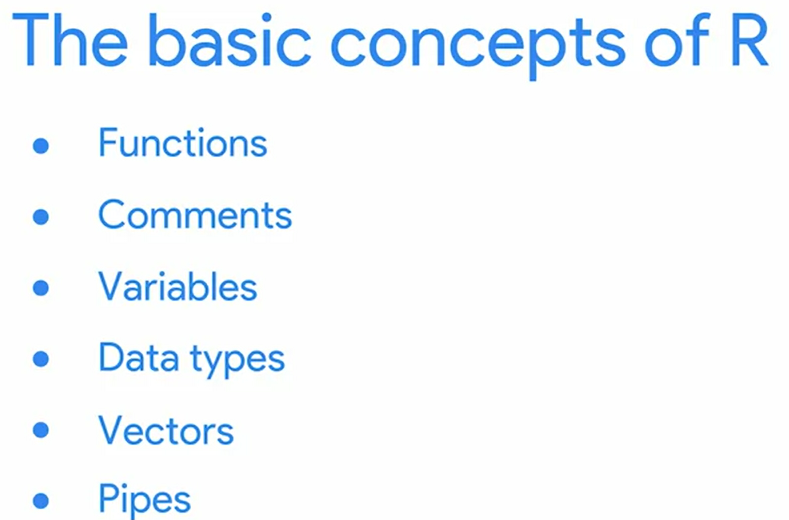 The basic concepts of R
• Functions
• Comments
• Variables
• Data types
• Vectors
• Pipes